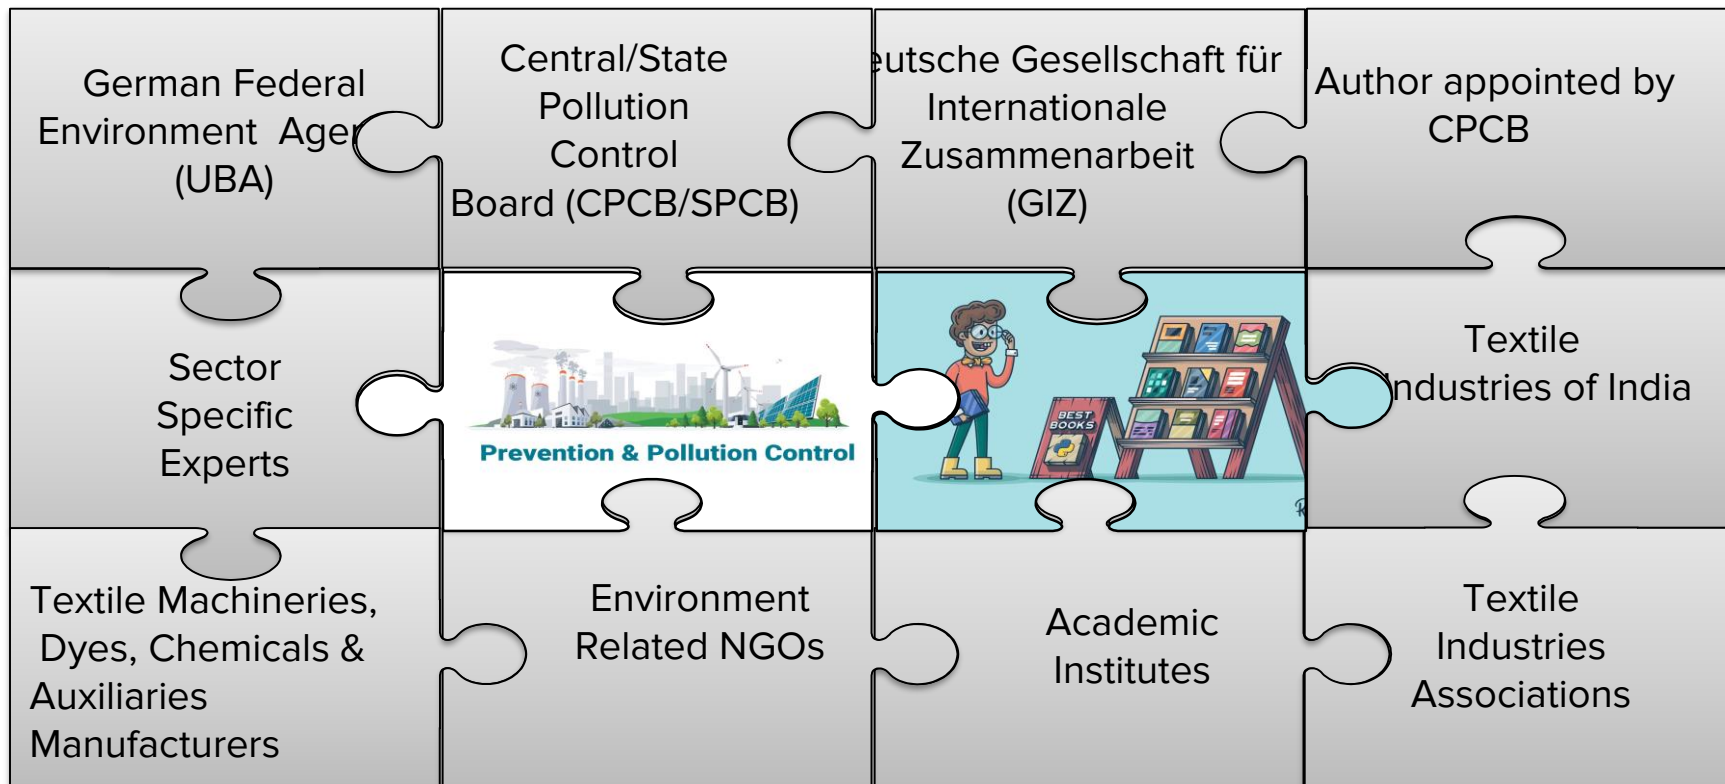 German Federal
Environment Agen
(UBA)
Central/State
Pollution
Control
Board (CPCB/SPCB)
eutsche Gesellschaft für
Internationale
Zusammenarbeit
(GIZ)
Author appointed by
CPCB
Sector
Specific
Experts
Prevention & Pollution Control
BEST
BOOKS
Textile
Industries of India
Textile Machineries,
Dyes, Chemicals &
Auxiliaries
Manufacturers
Environment
Related NGOs
Academic
Institutes
Textile
Industries
Associations